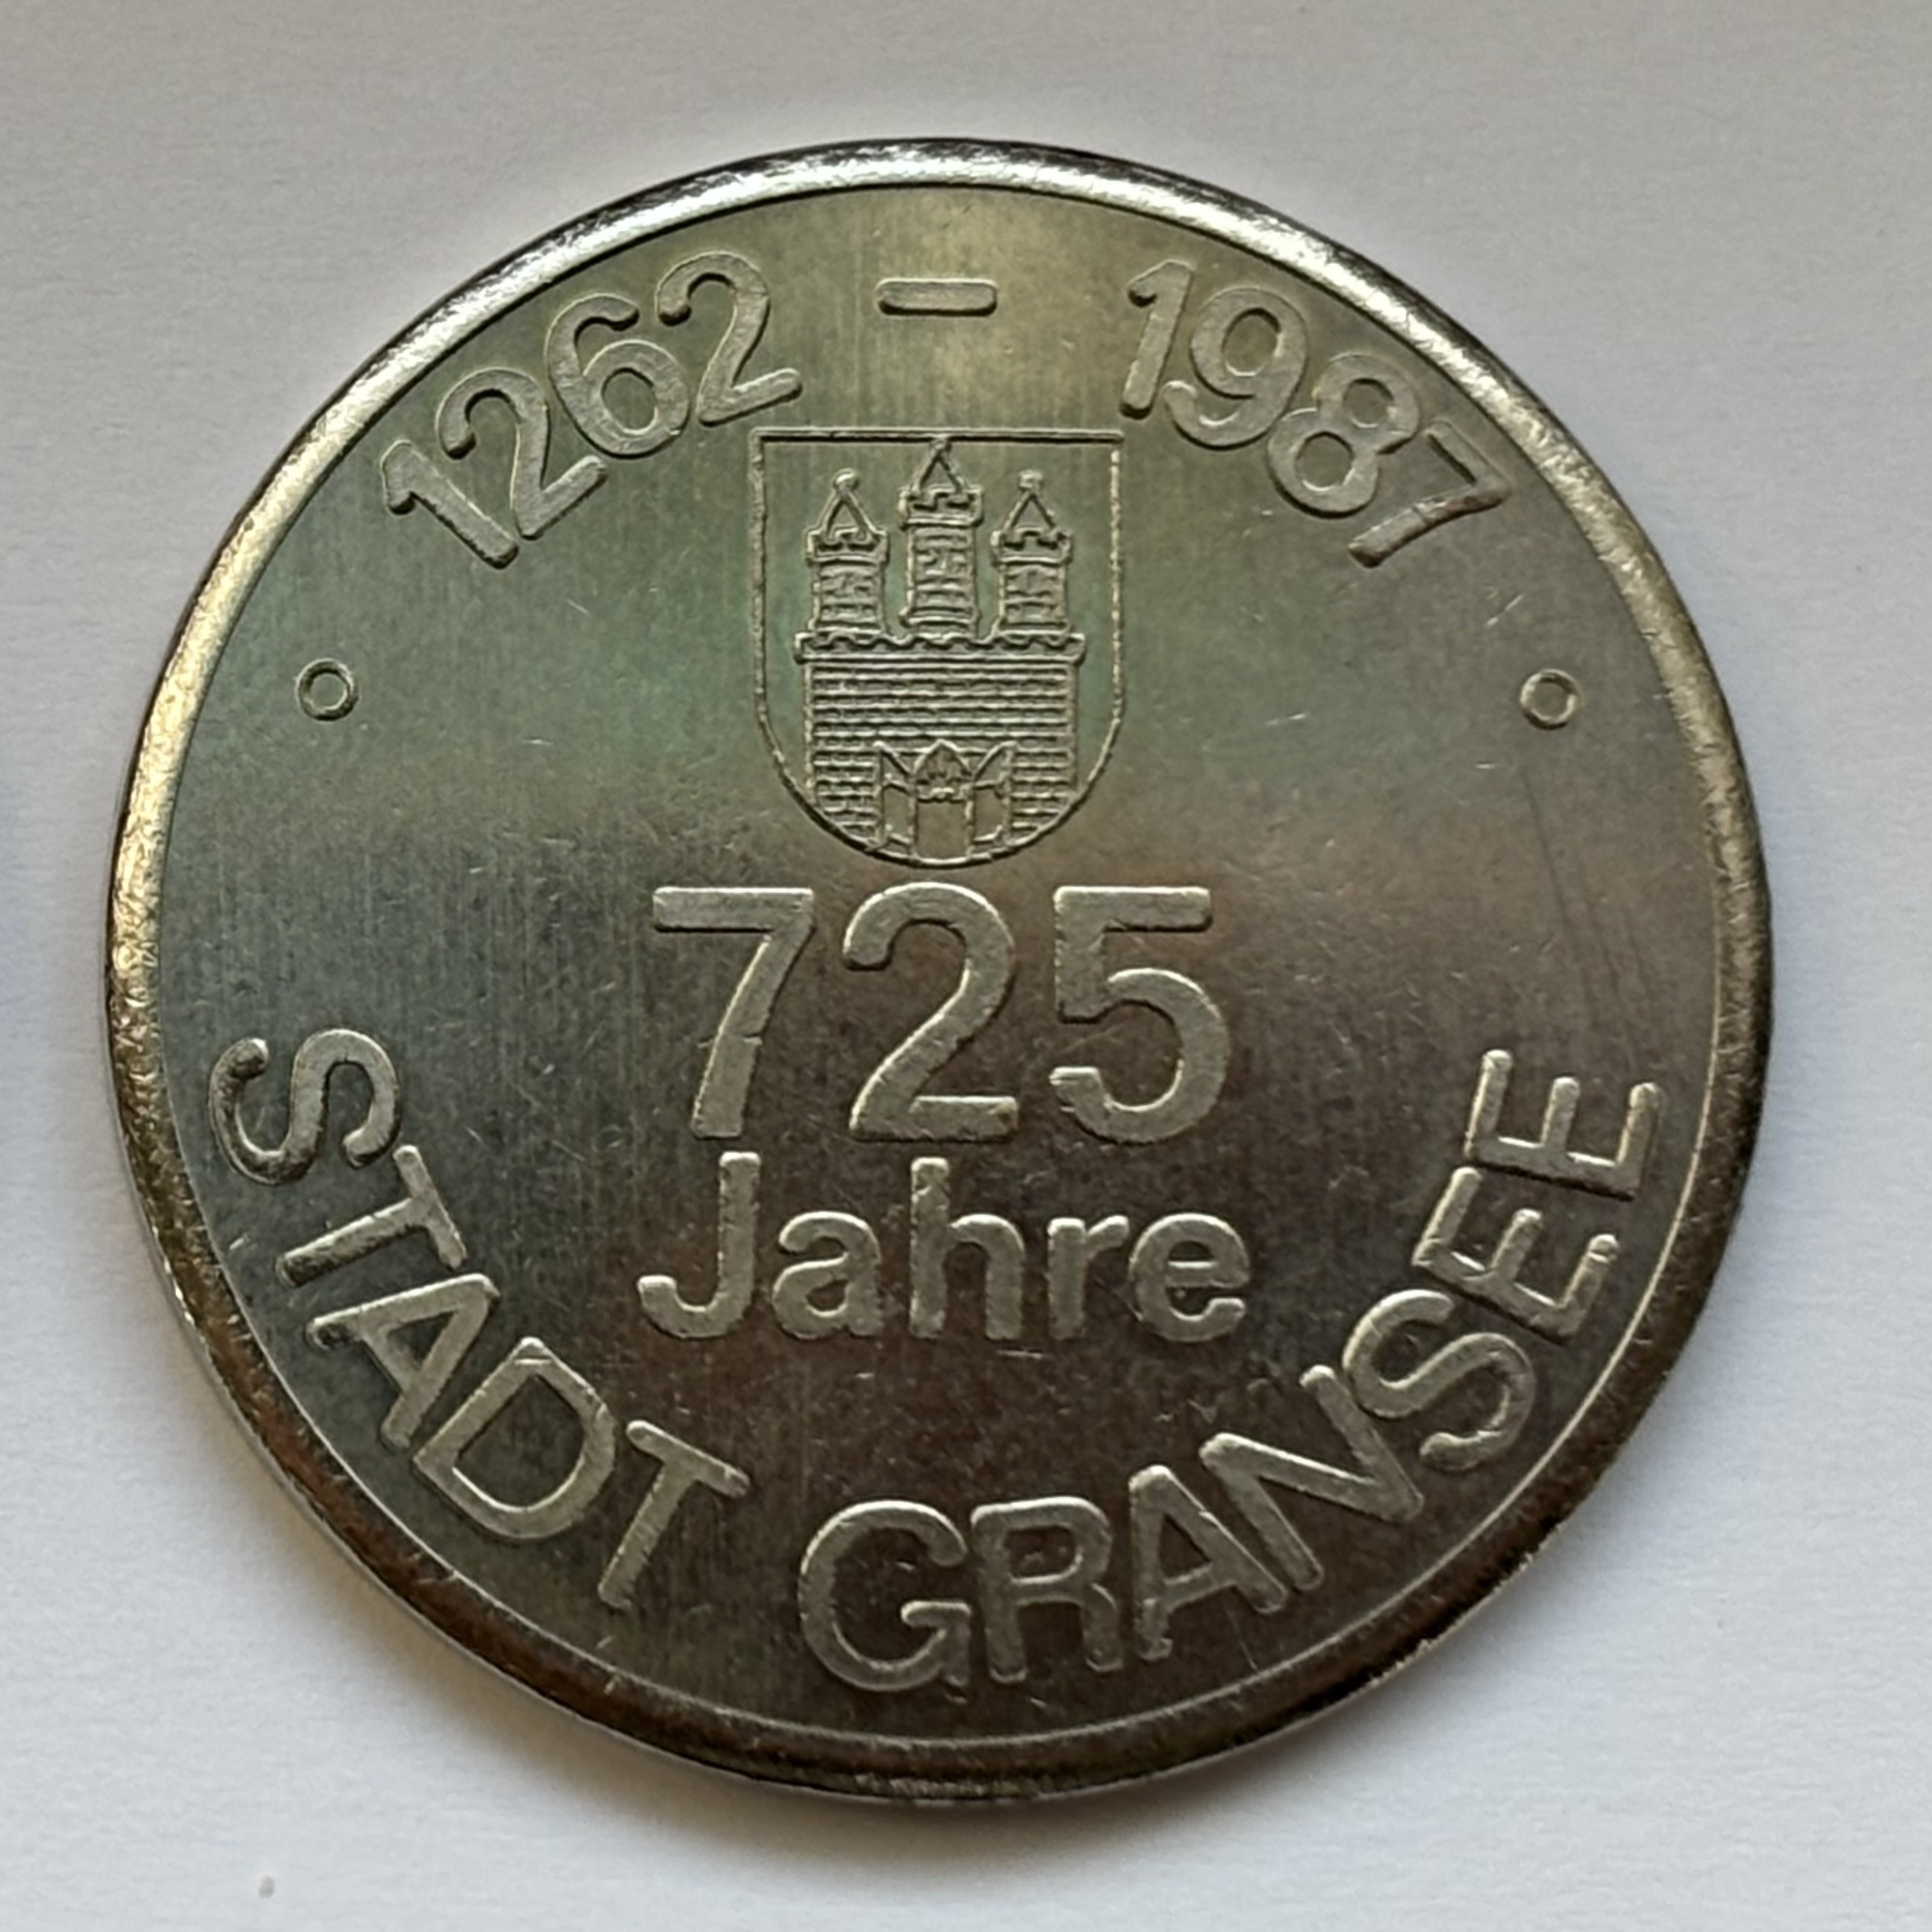 1262 - 1987
725
Jahre
STADT GRANSEE